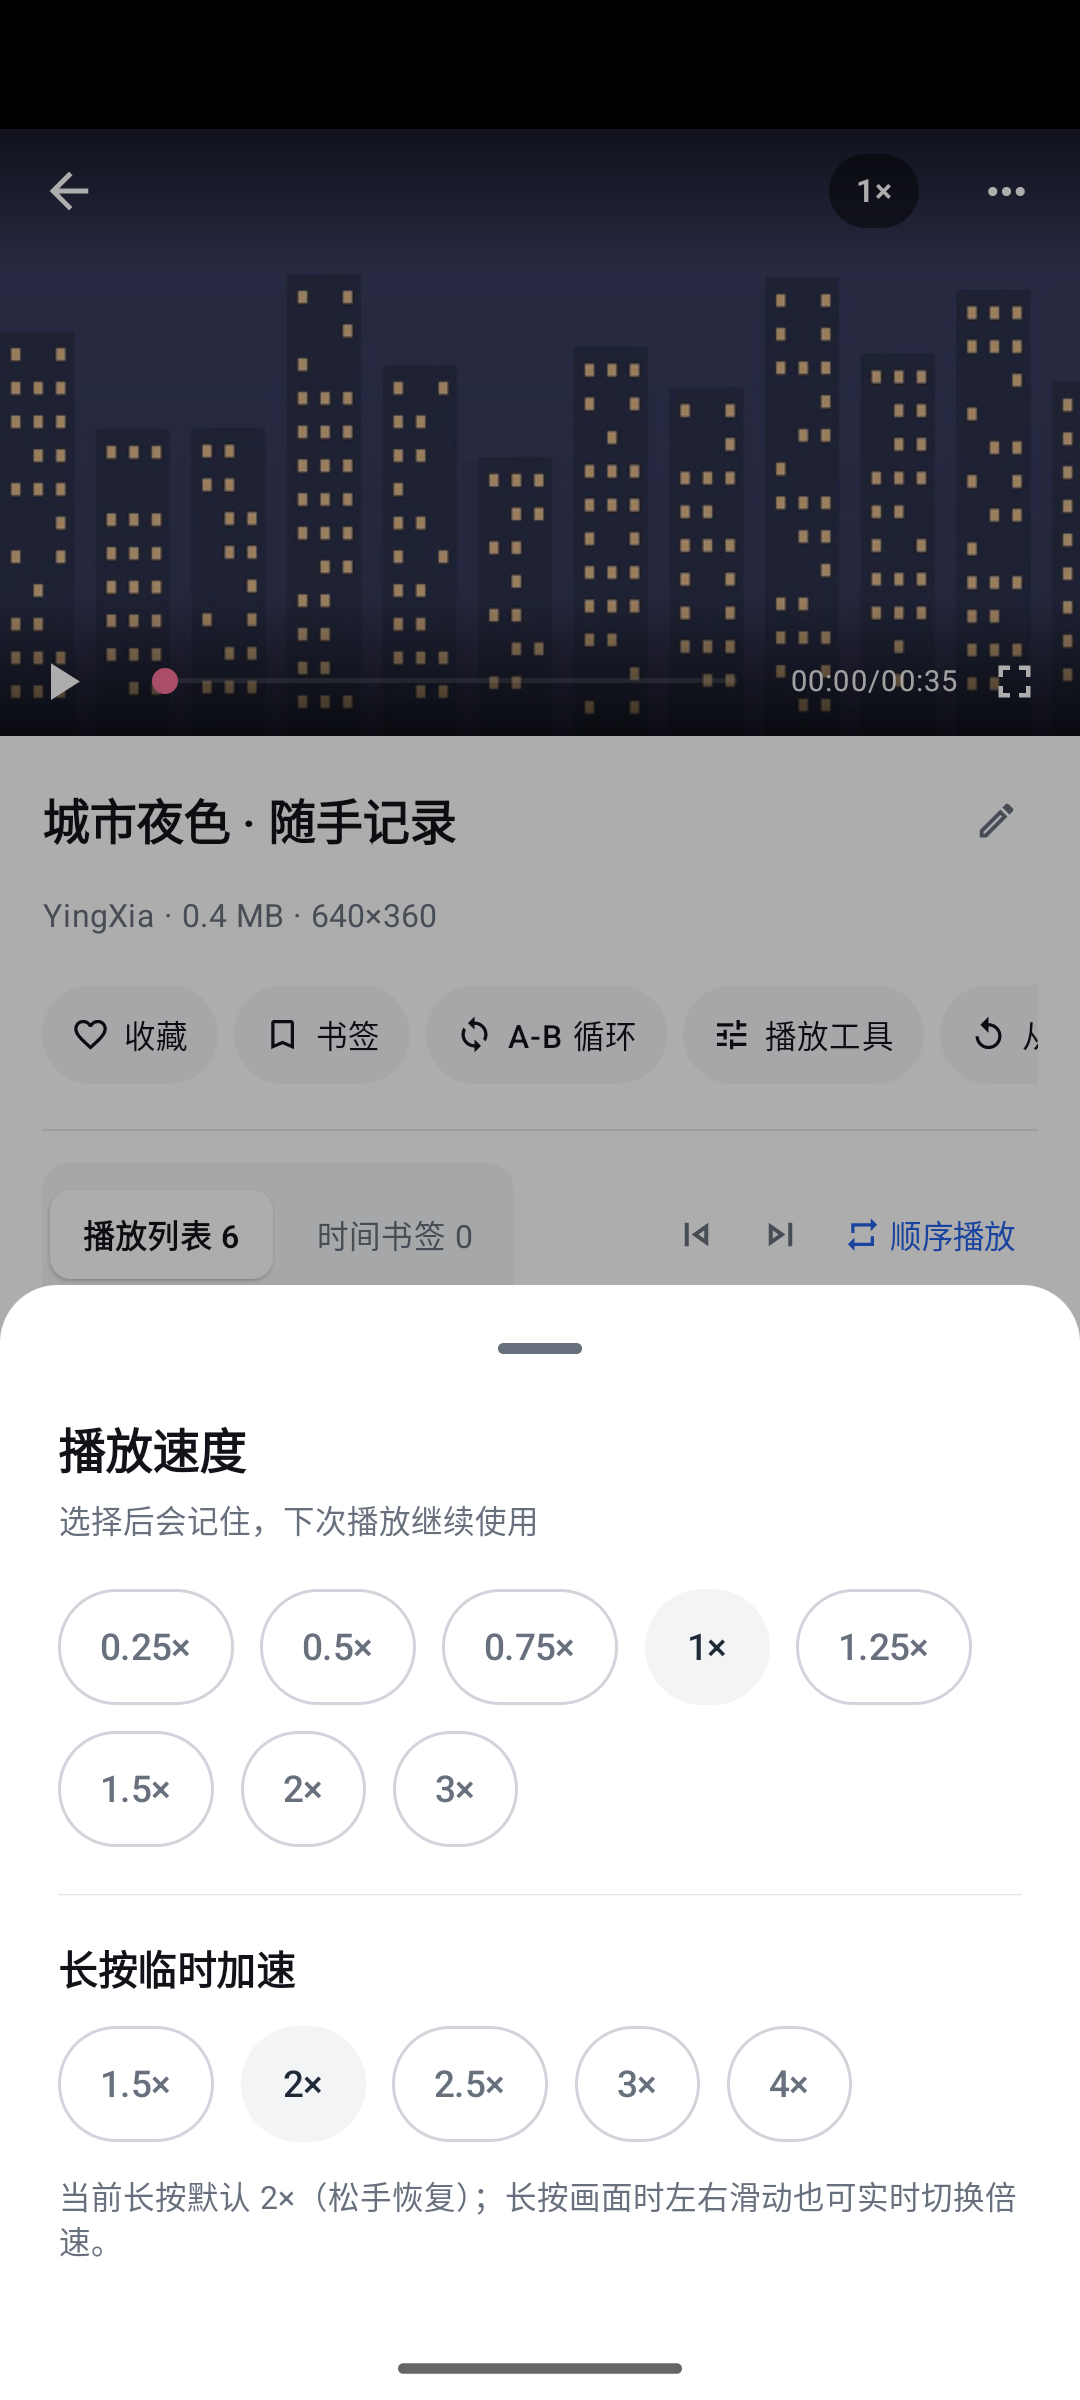 1×
00:00/00:35
城市夜色 · 随手记录
YingXia · 0.4 MB · 640×360
收藏 书签 A-B 循环 播放工具
播放列表 6 时间书签 0 顺序播放
播放速度
选择后会记住，下次播放继续使用
0.25× 0.5× 0.75× 1× 1.25×
1.5× 2× 3×
长按临时加速
1.5× 2× 2.5× 3× 4×
当前长按默认 2×（松手恢复）；长按画面时左右滑动也可实时切换倍
速。